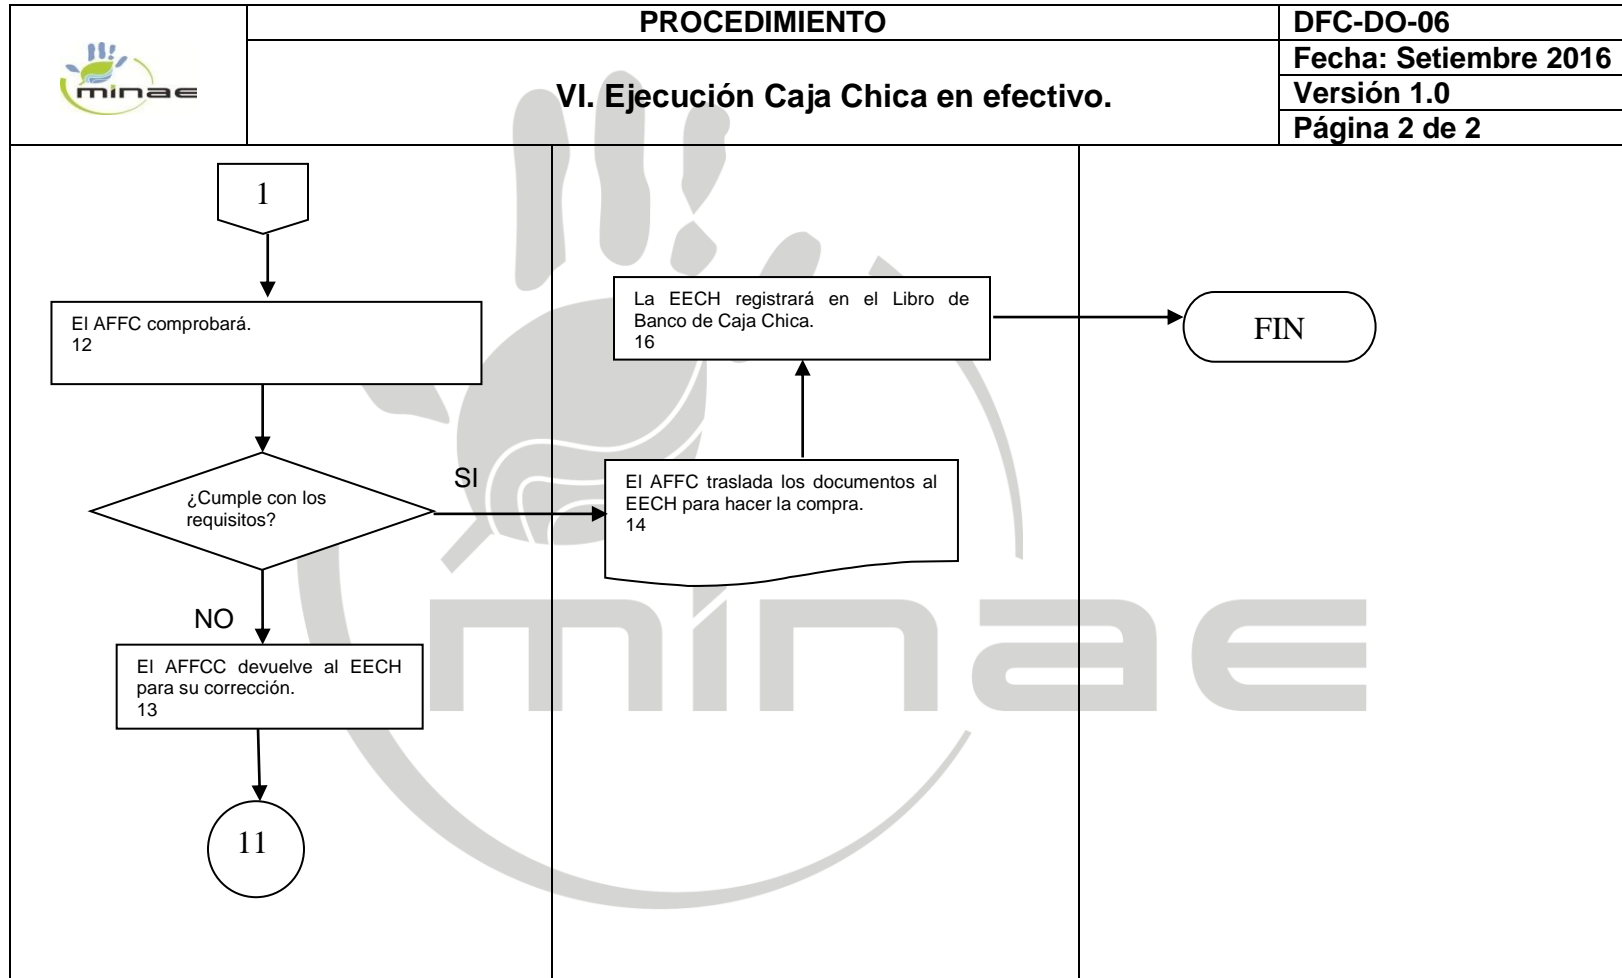 PROCEDIMIENTO
DFC-DO-06
minae
VI. Ejecución Caja Chica en efectivo.
Fecha: Setiembre 2016
Versión 1.0
Página 2 de 2
1
El AFFC comprobará.
12
¿Cumple con los
requisitos?
SI
NO
El AFFCC devuelve al EECH
para su corrección.
13
11
La EECH registrará en el Libro de
Banco de Caja Chica.
16
El AFFC traslada los documentos al
EECH para hacer la compra.
14
FIN
minae